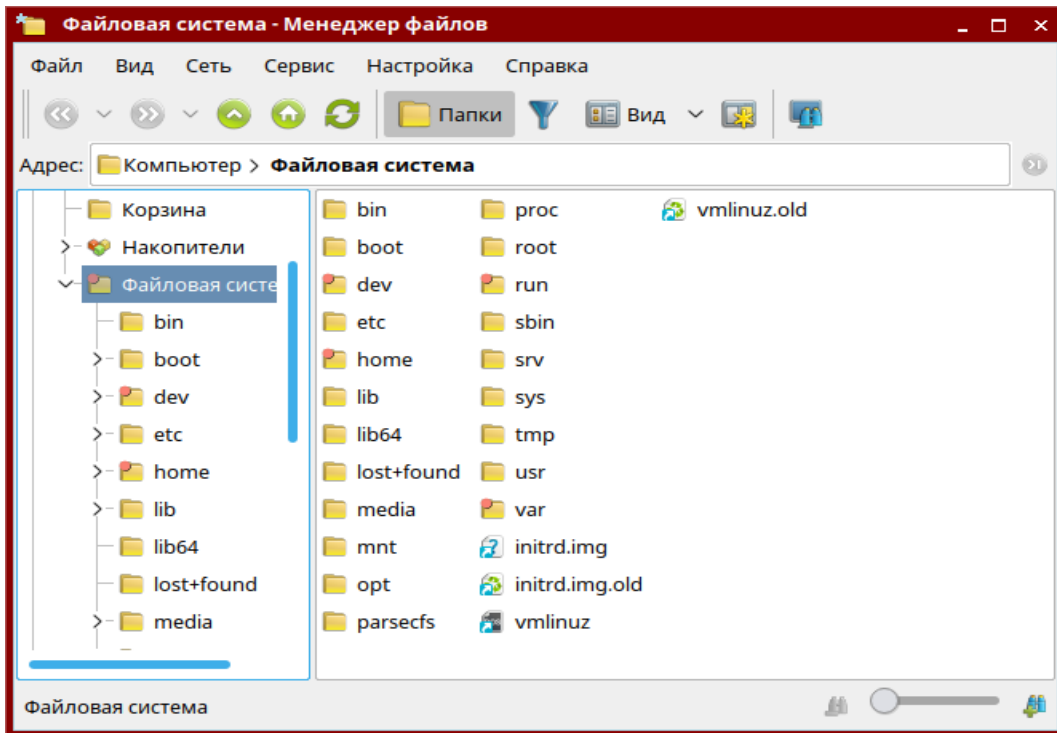 Файловая система - Менеджер файлов
Файл Вид Сеть Сервис Настройка Справка
Папки Вид
Адрес: Компьютер > Файловая система
Корзина
Накопители
Файловая систе
bin
boot
dev
etc
home
lib
lib64
lost+found
media
bin
boot
dev
etc
home
lib
lib64
lost+found
media
mnt
opt
parsecfs
proc
root
run
sbin
srv
sys
tmp
usr
var
initrd.img
initrd.img.old
vmlinuz
vmlinuz.old
Файловая система